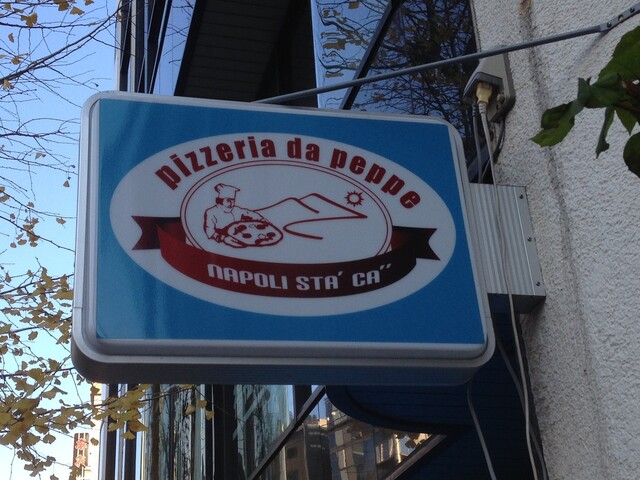 pizzeria da peppe
NAPOLI STA' CA"